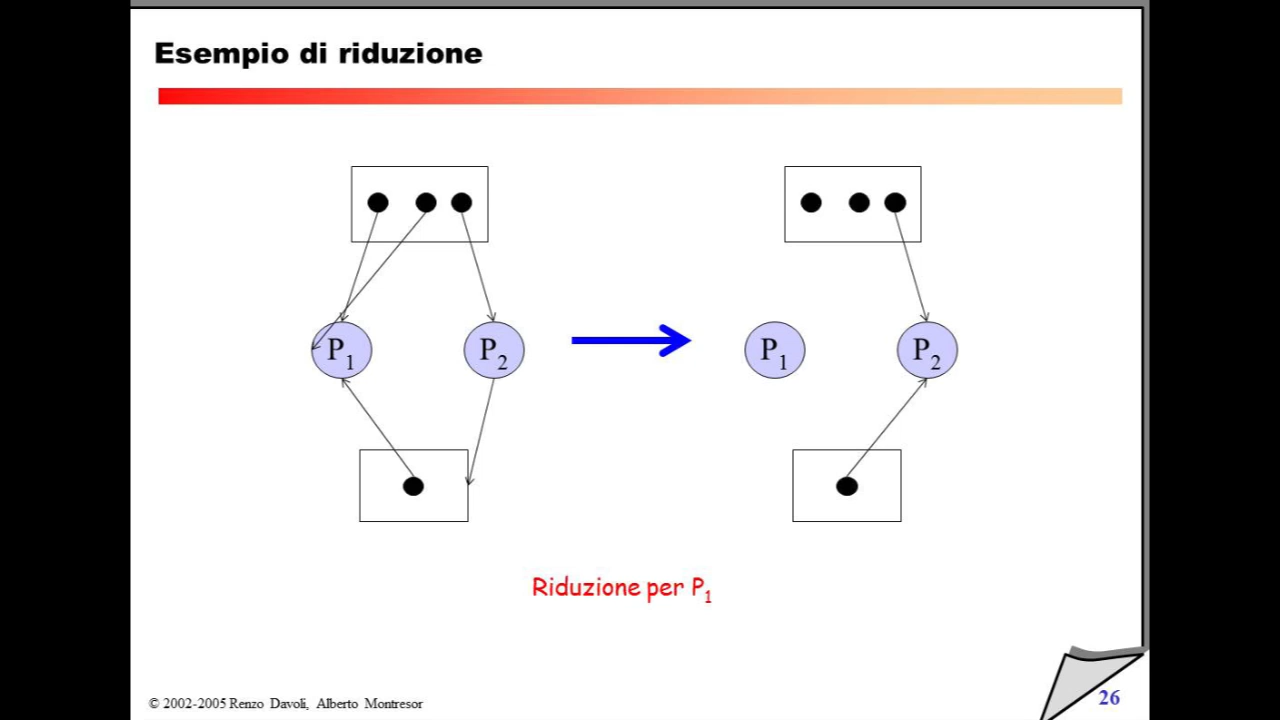 Esempio di riduzione
P1 P2 P1 P2
Riduzione per P1
© 2002-2005 Renzo Davoli, Alberto Montresor
26